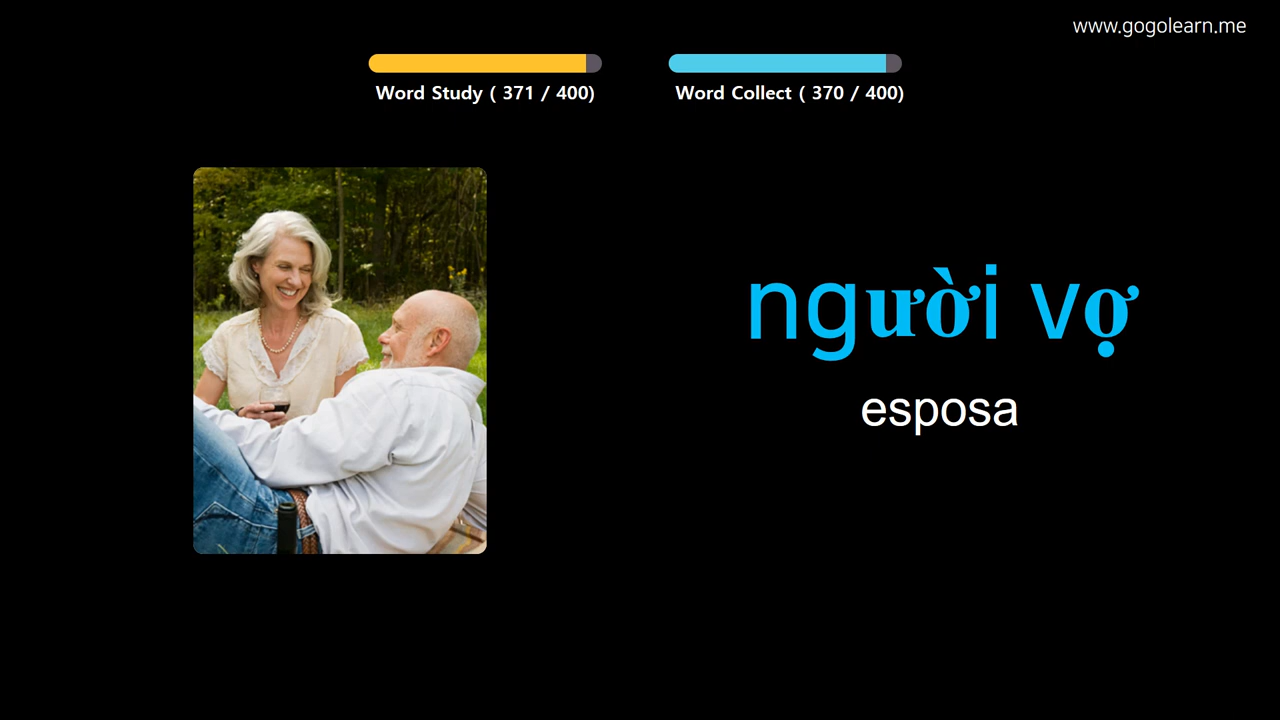 www.gogolearn.me
Word Study ( 371 / 400)
Word Collect ( 370 / 400)
người vợ
esposa